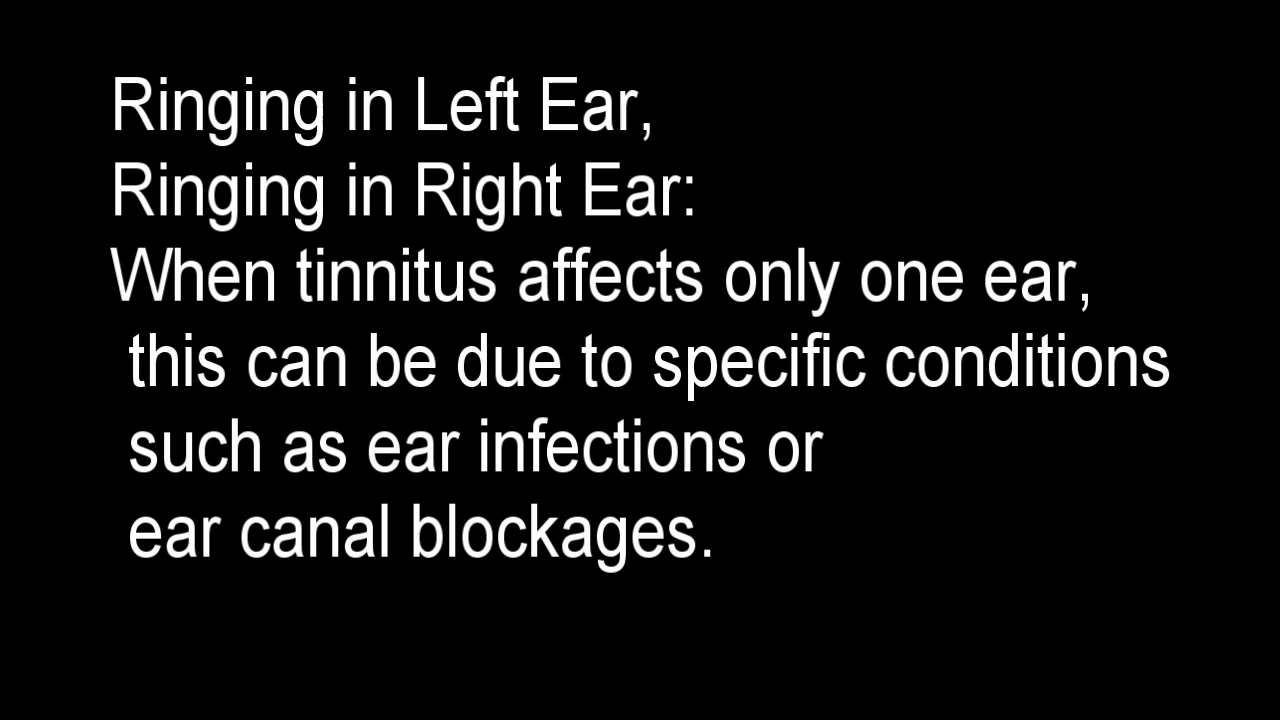 Ringing in Left Ear,
Ringing in Right Ear:
When tinnitus affects only one ear,
this can be due to specific conditions
such as ear infections or
ear canal blockages.